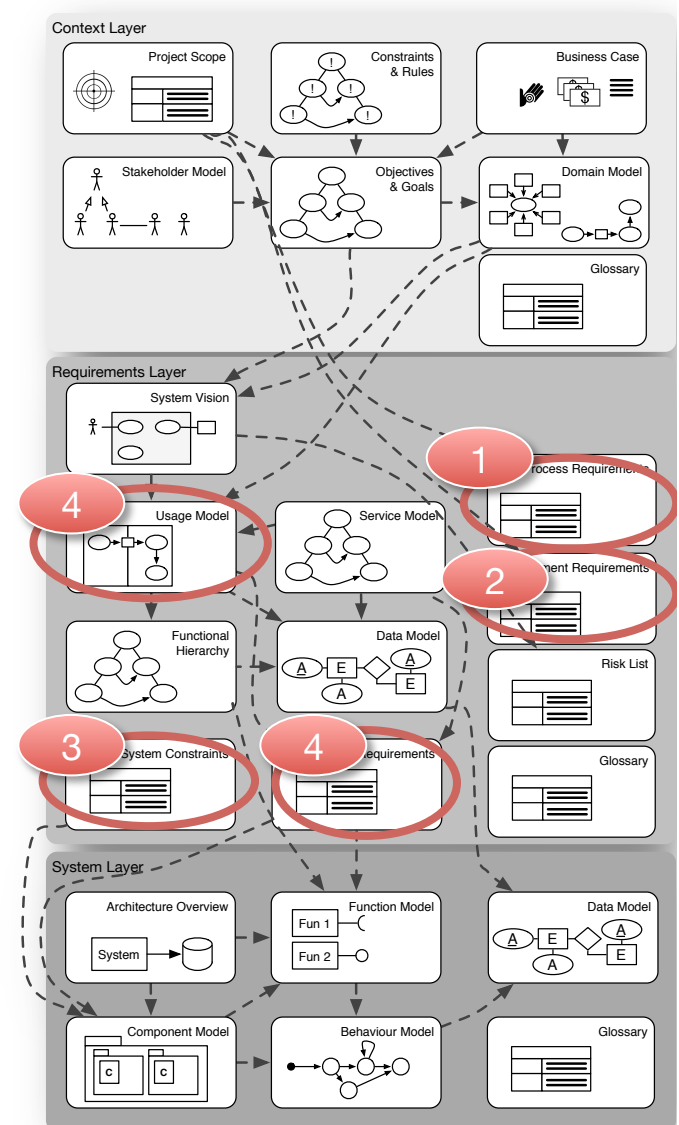 Context Layer
Project Scope
Constraints
& Rules
!
! !
! !
Business Case
$
Stakeholder Model
Objectives
& Goals
Domain Model
Glossary
Requirements Layer
System Vision
1
Process Requirements
4
Usage Model
Service Model
2
Requirements
Functional
Hierarchy
Data Model
A E A
A E
Risk List
3
System Constraints
4
Requirements
Glossary
System Layer
Architecture Overview
System
Function Model
Fun 1
Fun 2
Data Model
A E A
A E
Component Model
C C
Behaviour Model
Glossary